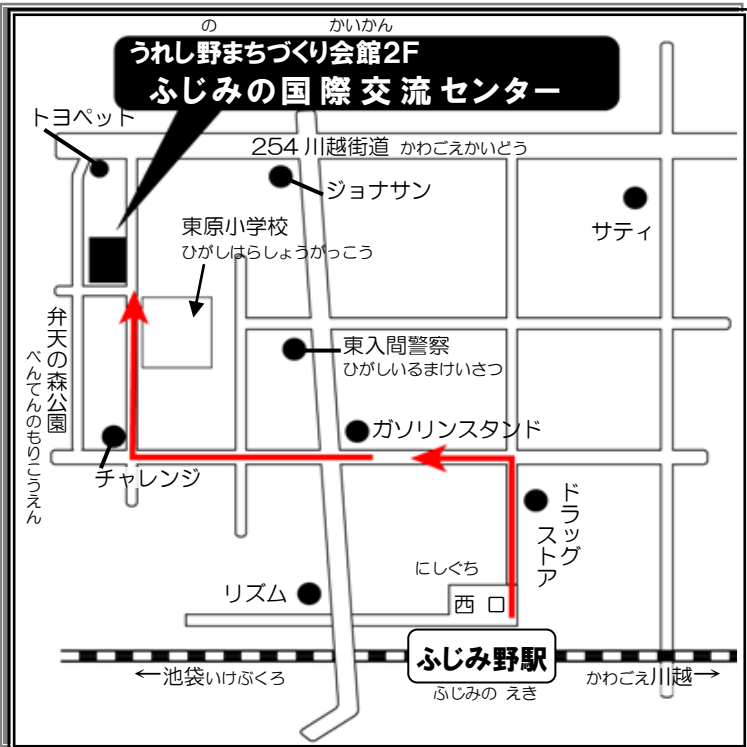 の かいかん
うれし野まちづくり会館2F
ふじみの国際交流センター
トヨペット
254 川越街道 かわごえかいどう
ジョナサン
サティ
東原小学校
ひがしはらしょうがっこう
弁天の森公園
べんてんのもりこうえん
東入間警察
ひがしいるまけいさつ
ガソリンスタンド
チャレンジ
ドラッグ
ストア
にしぐち
西 口
リズム
ふじみ野駅
ふじみの えき
←池袋いけぶくろ
かわごえ川越→